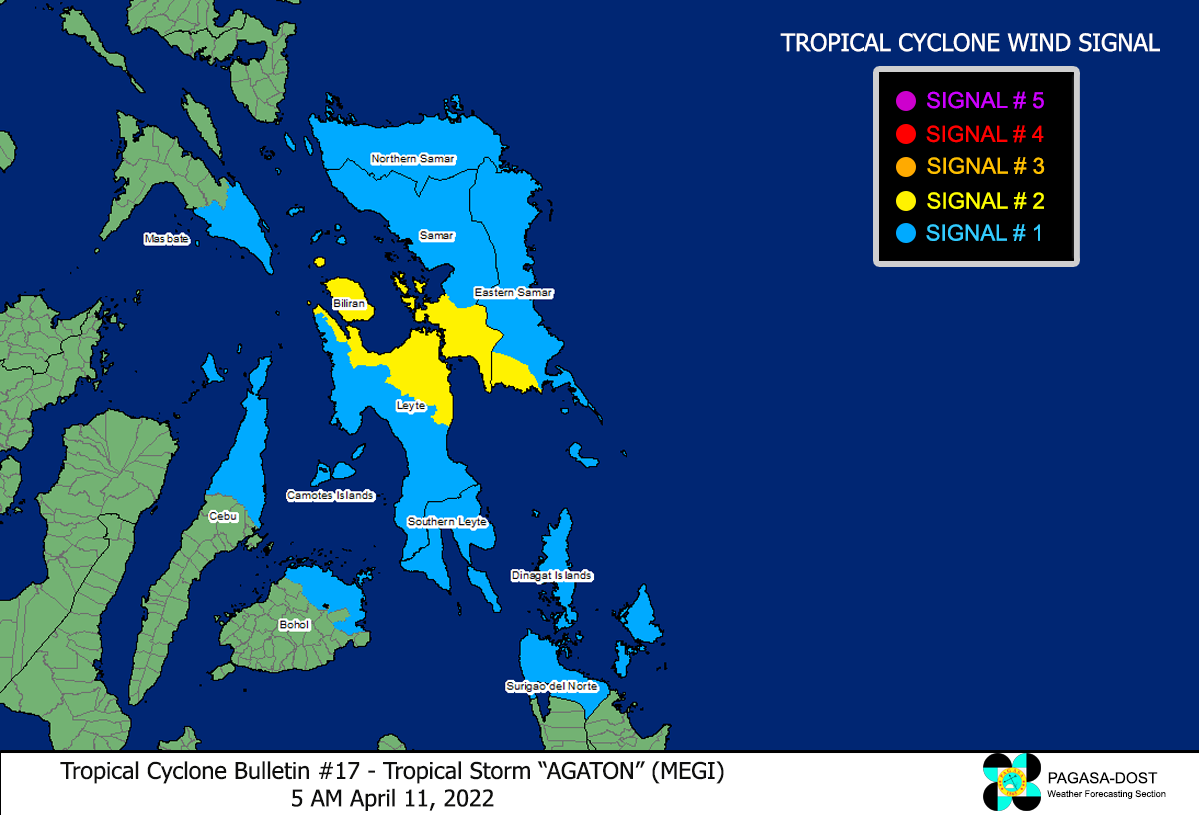 TROPICAL CYCLONE WIND SIGNAL
SIGNAL # 5
SIGNAL # 4
SIGNAL # 3
SIGNAL # 2
SIGNAL # 1
Northern Samar
Masbate
Samar
Eastern Samar
Biliran
Leyte
Camotes Islands
Cebu
Southern Leyte
Dinagat Islands
Bohol
Surigao del Norte
Tropical Cyclone Bulletin #17 - Tropical Storm “AGATON” (MEGI)
5 AM April 11, 2022
PAGASA-DOST
Weather Forecasting Section